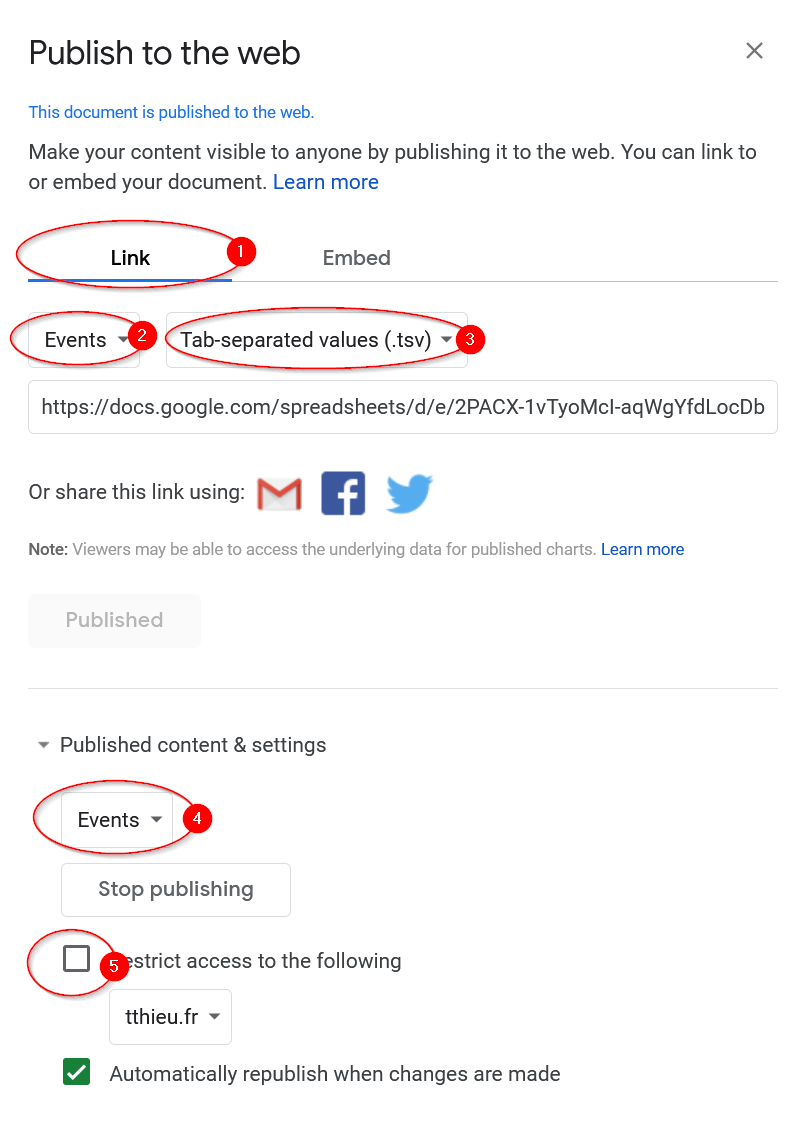 Publish to the web
This document is published to the web.
Make your content visible to anyone by publishing it to the web. You can link to
or embed your document. Learn more
Link 1 Embed
Events 2 Tab-separated values (.tsv) 3
https://docs.google.com/spreadsheets/d/e/2PACX-1vTyoMcI-aqWgYfdLocDb
Or share this link using:
Note: Viewers may be able to access the underlying data for published charts. Learn more
Published
Published content & settings
Events 4
Stop publishing
5 estrict access to the following
tthieu.fr
Automatically republish when changes are made